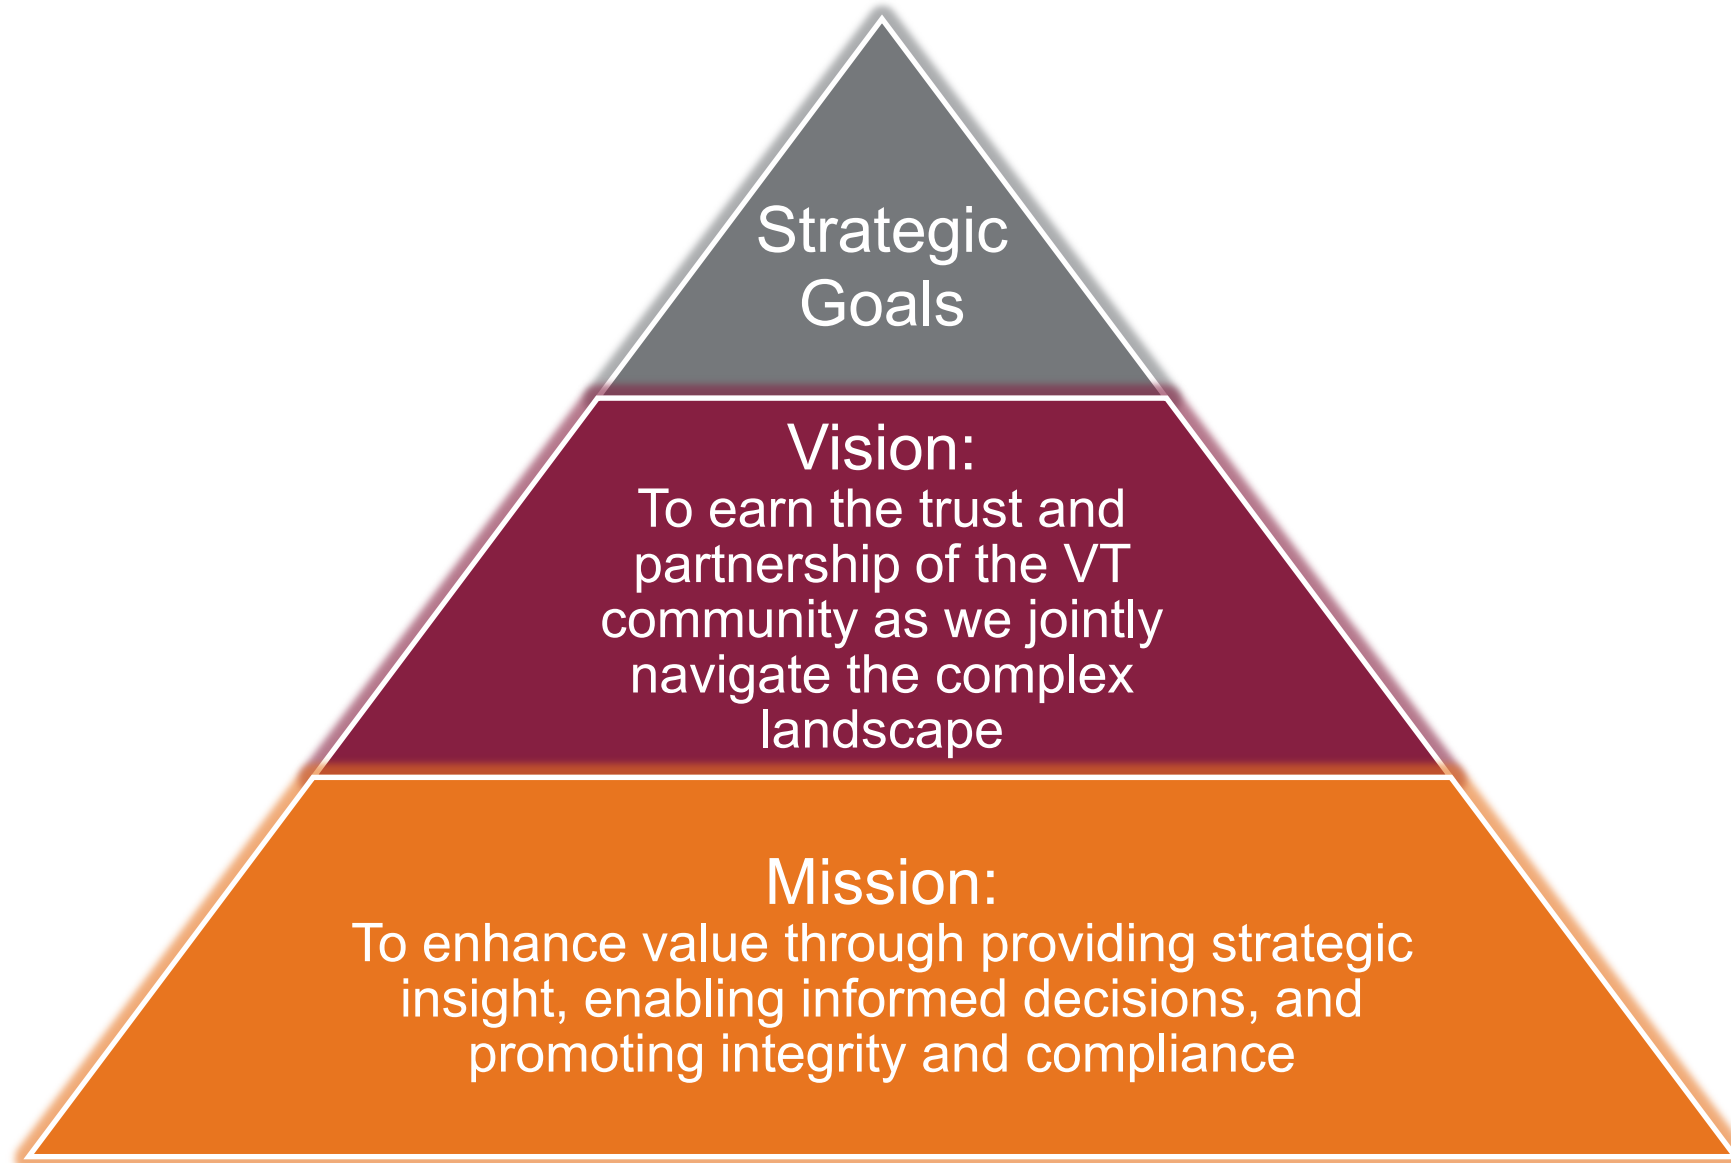 Strategic
Goals
Vision:
To earn the trust and
partnership of the VT
community as we jointly
navigate the complex
landscape
Mission:
To enhance value through providing strategic
insight, enabling informed decisions, and
promoting integrity and compliance